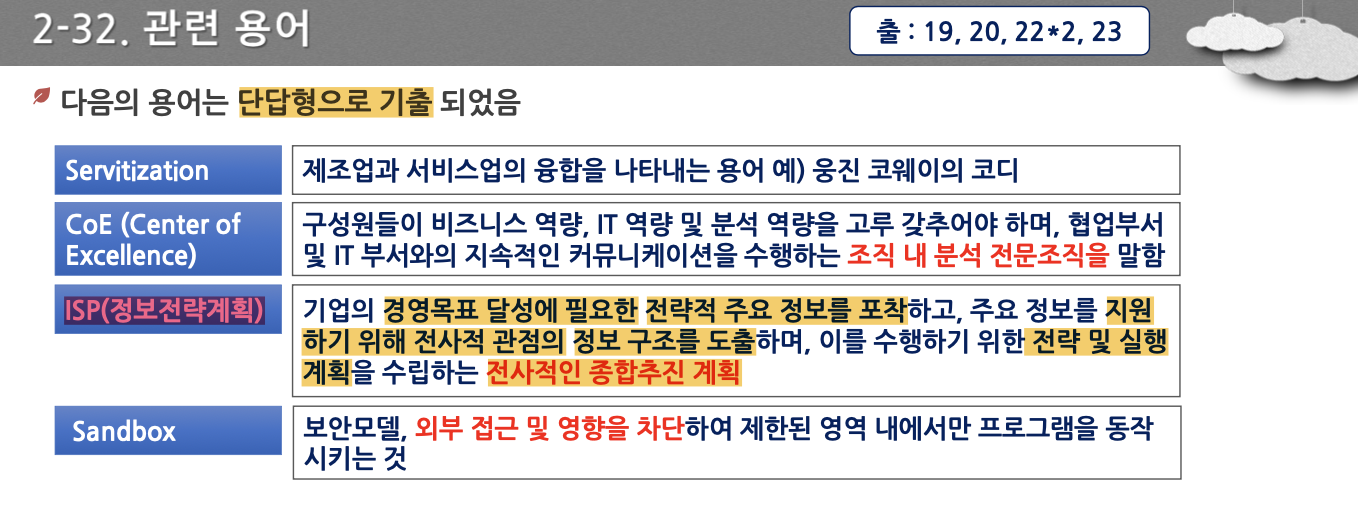 2-32. 관련 용어
출 : 19, 20, 22*2, 23
다음의 용어는 단답형으로 기출 되었음
Servitization
제조업과 서비스업의 융합을 나타내는 용어 예) 웅진 코웨이의 코디
CoE (Center of
Excellence)
구성원들이 비즈니스 역량, IT 역량 및 분석 역량을 고루 갖추어야 하며, 협업부서
및 IT 부서와의 지속적인 커뮤니케이션을 수행하는 조직 내 분석 전문조직을 말함
ISP(정보전략계획)
기업의 경영목표 달성에 필요한 전략적 주요 정보를 포착하고, 주요 정보를 지원
하기 위해 전사적 관점의 정보 구조를 도출하며, 이를 수행하기 위한 전략 및 실행
계획을 수립하는 전사적인 종합추진 계획
Sandbox
보안모델, 외부 접근 및 영향을 차단하여 제한된 영역 내에서만 프로그램을 동작
시키는 것